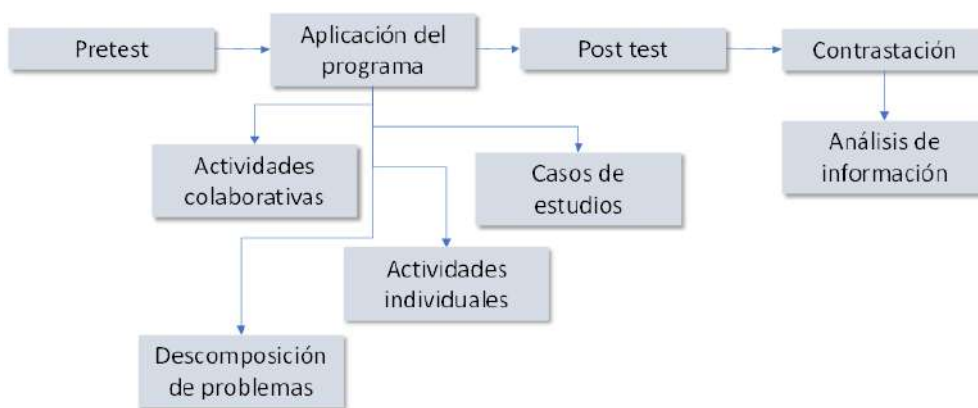 Pretest
Aplicación del
programa
Post test
Contrastación
Actividades
colaborativas
Casos de
estudios
Análisis de
información
Actividades
individuales
Descomposición
de problemas